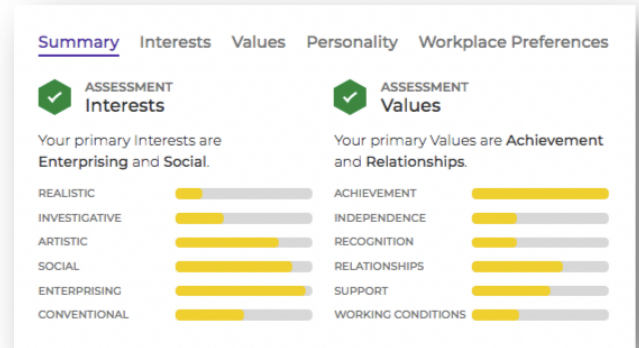 Summary Interests Values Personality Workplace Preferences
ASSESSMENT
Interests
Your primary Interests are
Enterprising and Social.
REALISTIC
INVESTIGATIVE
ARTISTIC
SOCIAL
ENTERPRISING
CONVENTIONAL
ASSESSMENT
Values
Your primary Values are Achievement
and Relationships.
ACHIEVEMENT
INDEPENDENCE
RECOGNITION
RELATIONSHIPS
SUPPORT
WORKING CONDITIONS